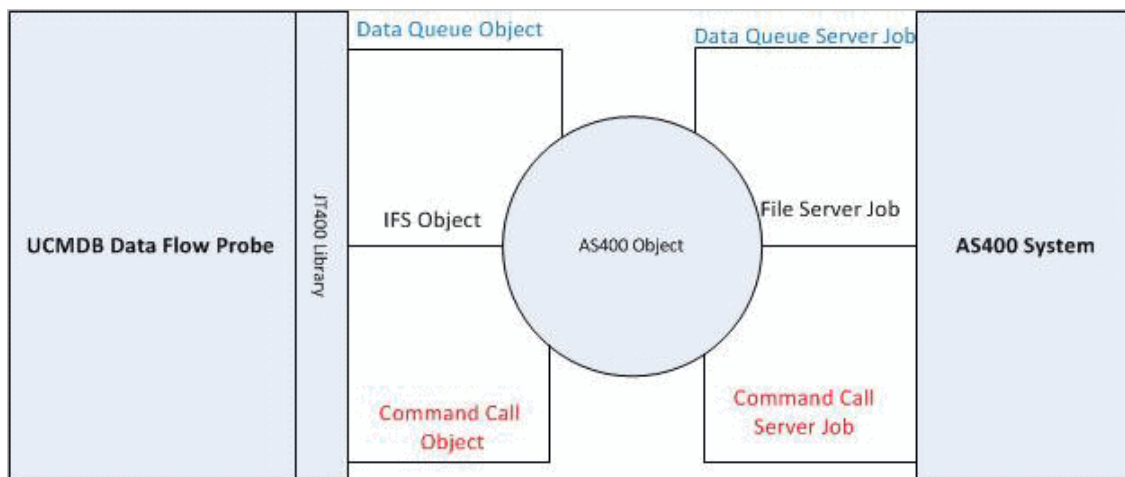 Data Queue Object
Data Queue Server Job
UCMDB Data Flow Probe
JT400 Library
IFS Object
AS400 Object
File Server Job
AS400 System
Command Call
Object
Command Call
Server Job